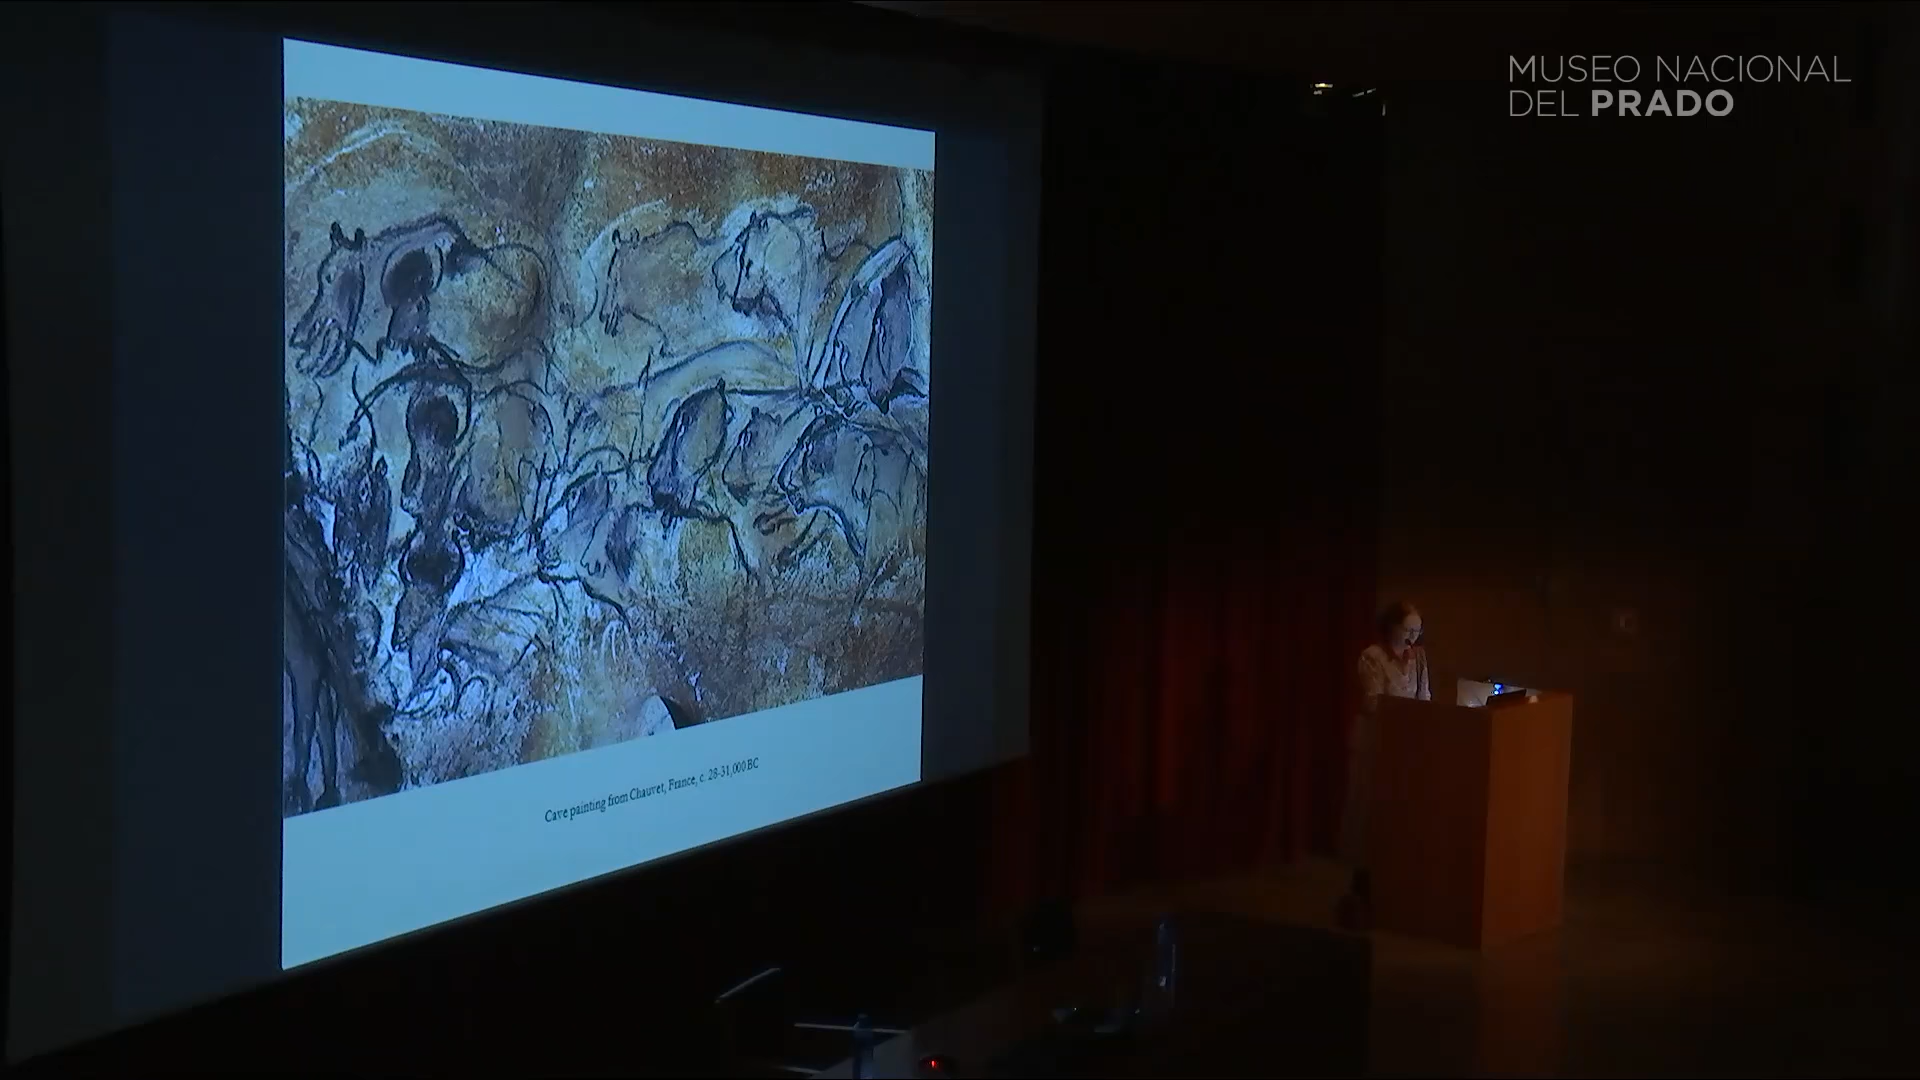 MUSEO NACIONAL
DEL PRADO
Cave painting from Chauvet, France, c. 28-31,000 BC